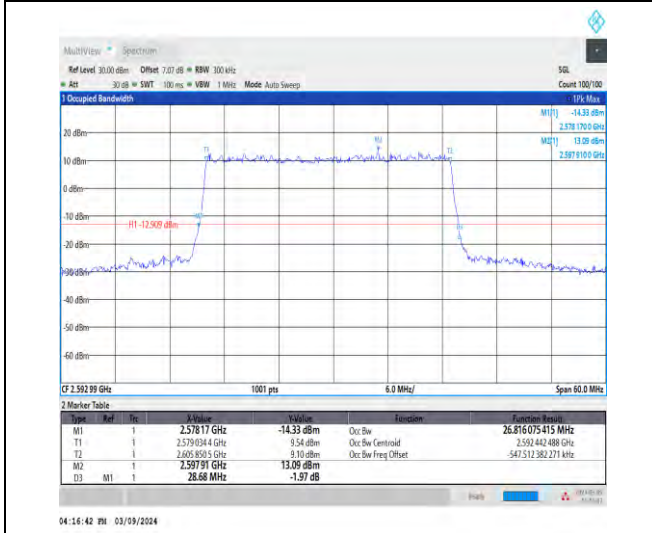 MultiView Spectrum
Ref Level 30.00 dBm Offset 7.07 dB RBW 300 kHz SGL
Att 30 dB SWT 100 ms VBW 1 MHz Mode Auto Sweep Count 100/100
1 Occupied Bandwidth 1Pk Max
M1[1] -14.33 dBm
2.578 170 0 GHz
M2[1] 13.09 dBm
2.597 910 0 GHz
20 dBm
M2
T1 T2
10 dBm
0 dBm
-10 dBm
H1 -12.909 dBm
-20 dBm
-30 dBm
-40 dBm
-50 dBm
-60 dBm
CF 2.592 99 GHz 1001 pts 6.0 MHz/ Span 60.0 MHz
2 Marker Table
Type Ref Trc X-Value Y-Value Function Function Result
M1 1 2.578 17 GHz -14.33 dBm Occ Bw 26.816 075 415 MHz
T1 1 2.579 034 4 GHz 9.54 dBm Occ Bw Centroid 2.592 442 488 GHz
T2 1 2.605 850 5 GHz 9.10 dBm Occ Bw Freq Offset -547.512 382 271 kHz
M2 1 2.597 91 GHz 13.09 dBm
D3 M1 1 28.68 MHz -1.97 dB
04:16:42 PM 03/09/2024